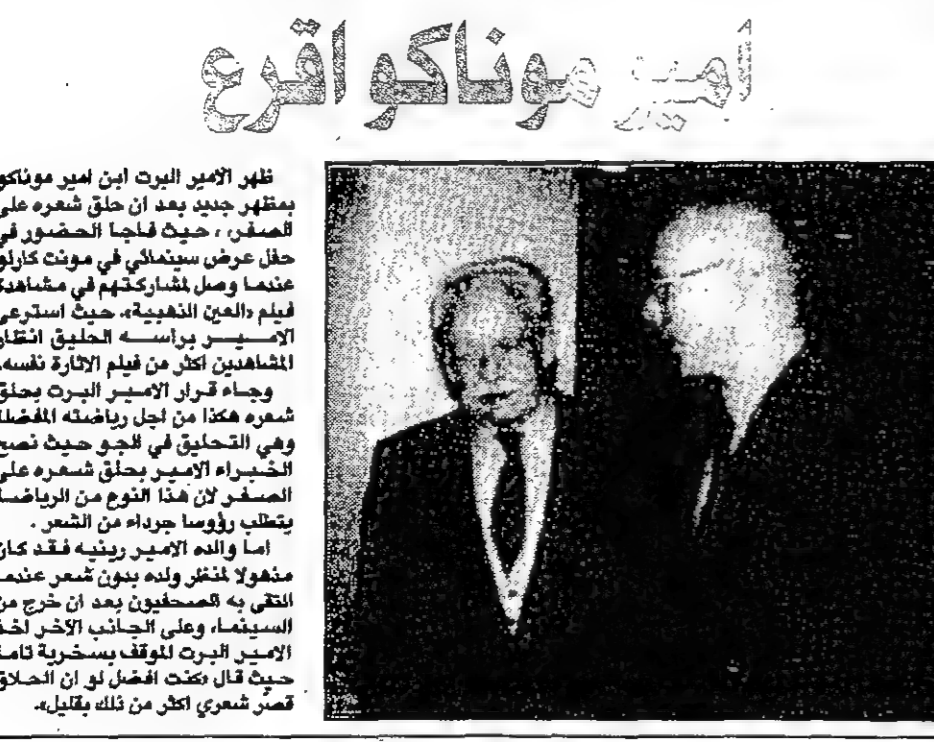 امير موناكو اقرع
ظهر الامير البرت ابن امير موناكو
بمظهر جديد بعد ان حلق شعره على
الصفر، ، حيث فاجا الحضور في
حفل عرض سينمائي في مونت كارلو
عندما وصل لمشاركتهم في مشاهدة
فيلم «العين الذهبية»، حيث استرعى
الامير برأسه الحليق انظار
المشاهدين اكثر من فيلم الاثارة نفسه.
وجاء قرار الامير البرت بحلق
شعره هكذا من اجل رياضته المفضلة
وهي التحليق في الجو حيث نصح
الخبراء الامير بحلق شعره على
الصفر لان هذا النوع من الرياضة
يتطلب رؤوسا جرداء من الشعر .
اما والده الامير رينيه فقد كان
مذهولا لمنظر ولده بدون شعر عندما
التقى به الصحفيون بعد ان خرج من
السينما، وعلى الجانب الآخر اخذ
الامير البرت الموقف بسخرية تامة
حيث قال «كنت افضل لو ان الحلاق
قصّر شعري اكثر من ذلك بقليل».